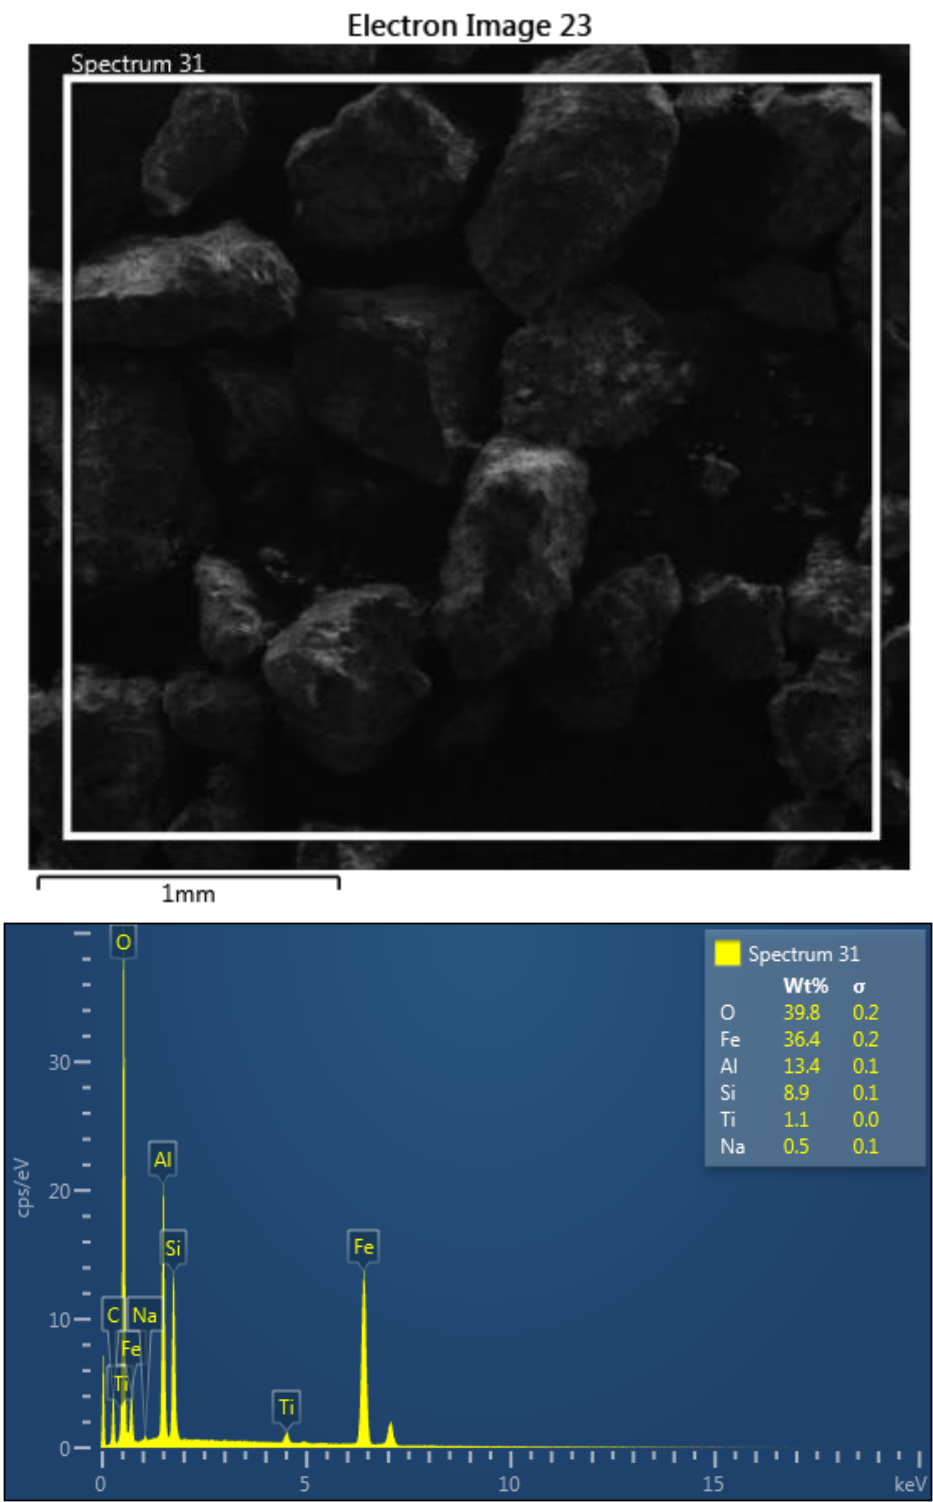 Electron Image 23
Spectrum 31
1mm
Spectrum 31
Wt% σ
O 39.8 0.2
Fe 36.4 0.2
Al 13.4 0.1
Si 8.9 0.1
Ti 1.1 0.0
Na 0.5 0.1
O
30
cps/eV
Al
20
Si
Fe
C
Na
10
Fe
Ti
Ti
0
0 5 10 15 keV